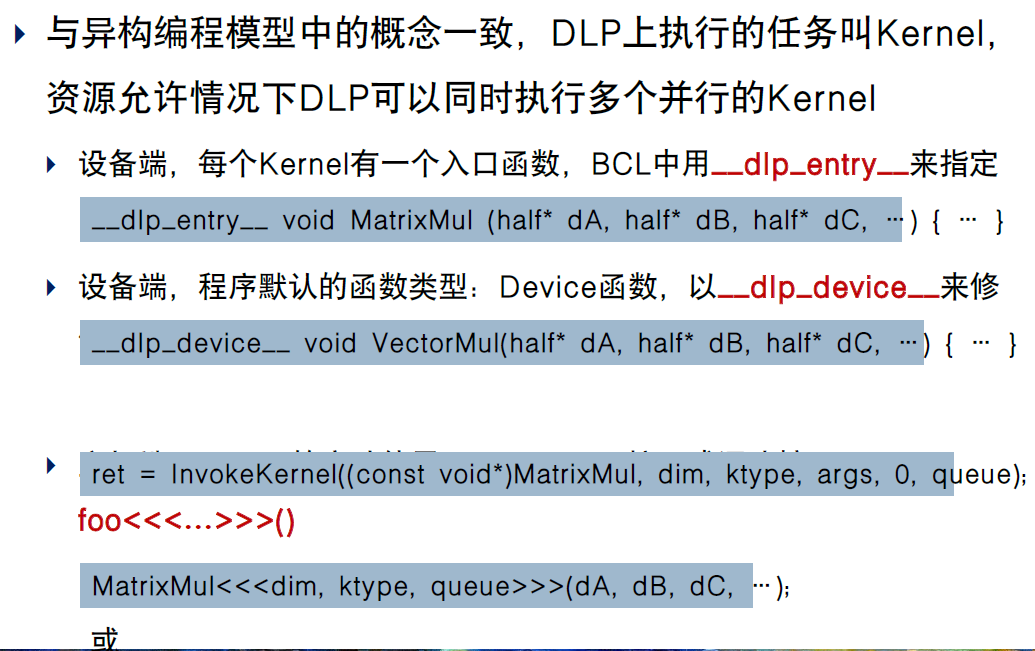 与异构编程模型中的概念一致，DLP上执行的任务叫Kernel，
资源允许情况下DLP可以同时执行多个并行的Kernel
设备端，每个Kernel有一个入口函数，BCL中用__dlp_entry__来指定
__dlp_entry__ void MatrixMul (half* dA, half* dB, half* dC, …) { … }
设备端，程序默认的函数类型：Device函数，以__dlp_device__来修
__dlp_device__ void VectorMul(half* dA, half* dB, half* dC, …) { … }
ret = InvokeKernel((const void*)MatrixMul, dim, ktype, args, 0, queue);
foo<<<...>>>()
MatrixMul<<<dim, ktype, queue>>>(dA, dB, dC, …);
或